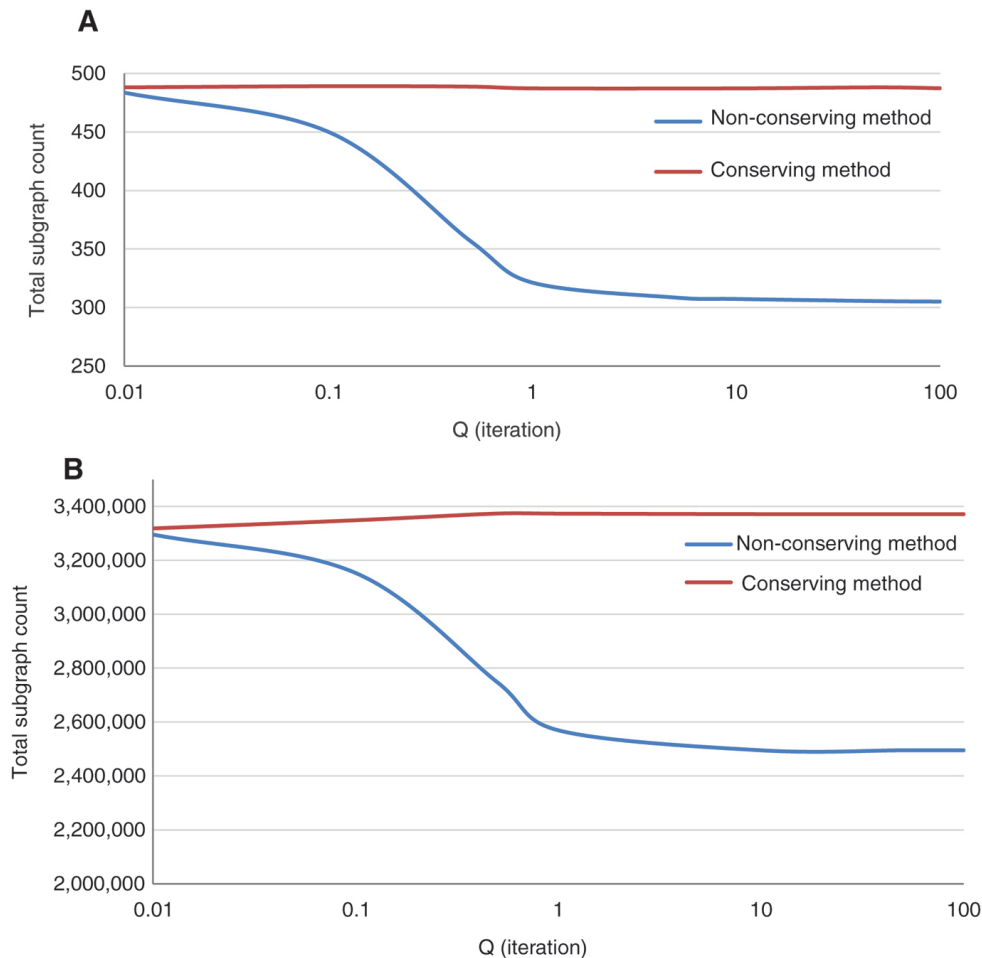 A
500
450
400
350
300
250
Total subgraph count
Non-conserving method
Conserving method
0.01 0.1 1 10 100
Q (iteration)
B
3,400,000
3,200,000
3,000,000
2,800,000
2,600,000
2,400,000
2,200,000
2,000,000
Total subgraph count
Non-conserving method
Conserving method
0.01 0.1 1 10 100
Q (iteration)